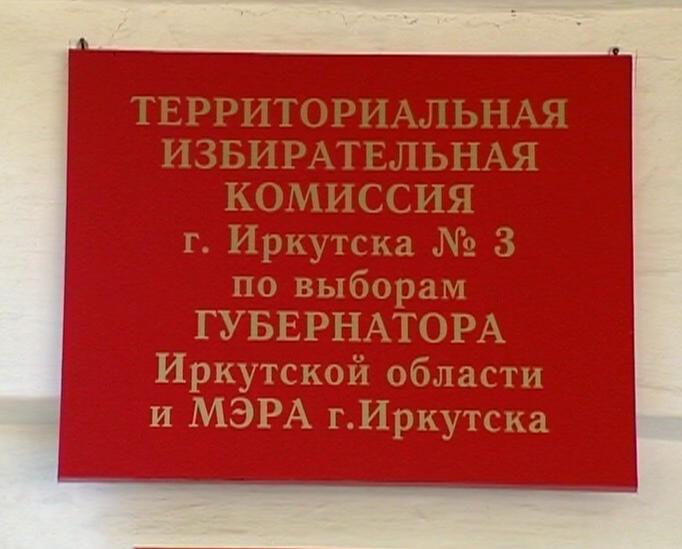 ТЕРРИТОРИАЛЬНАЯ
ИЗБИРАТЕЛЬНАЯ
КОМИССИЯ
г. Иркутска № 3
по выборам
ГУБЕРНАТОРА
Иркутской области
и МЭРА г.Иркутска